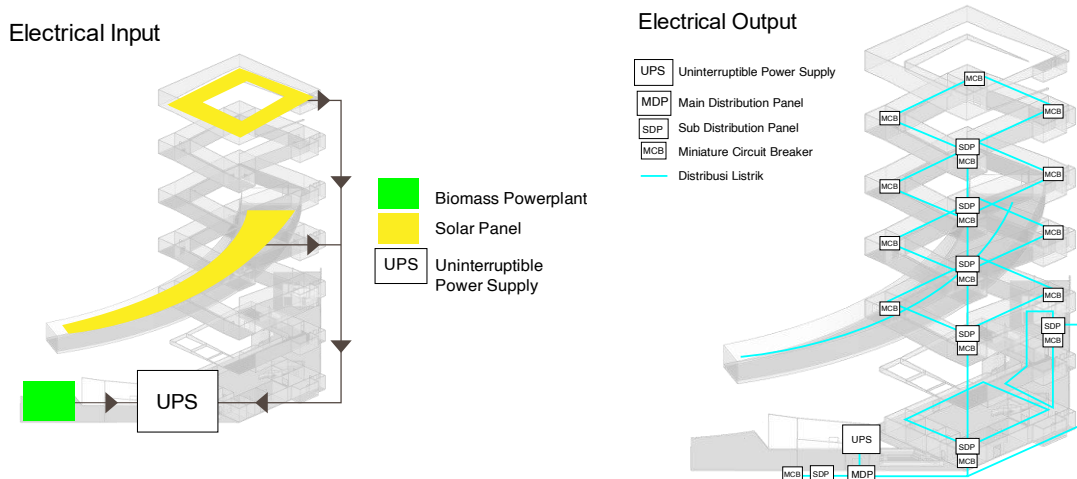 Electrical Input
Biomass Powerplant
Solar Panel
UPS
Uninterruptible
Power Supply
UPS
Electrical Output
UPS
Uninterruptible Power Supply
MDP
Main Distribution Panel
SDP
Sub Distribution Panel
MCB
Miniature Circuit Breaker
Distribusi Listrik
MCB
MCB
MCB
SDP
MCB
MCB
MCB
SDP
MCB
MCB
MCB
SDP
MCB
MCB
MCB
SDP
MCB
SDP
MCB
UPS
SDP
MCB
MCB
SDP
MDP